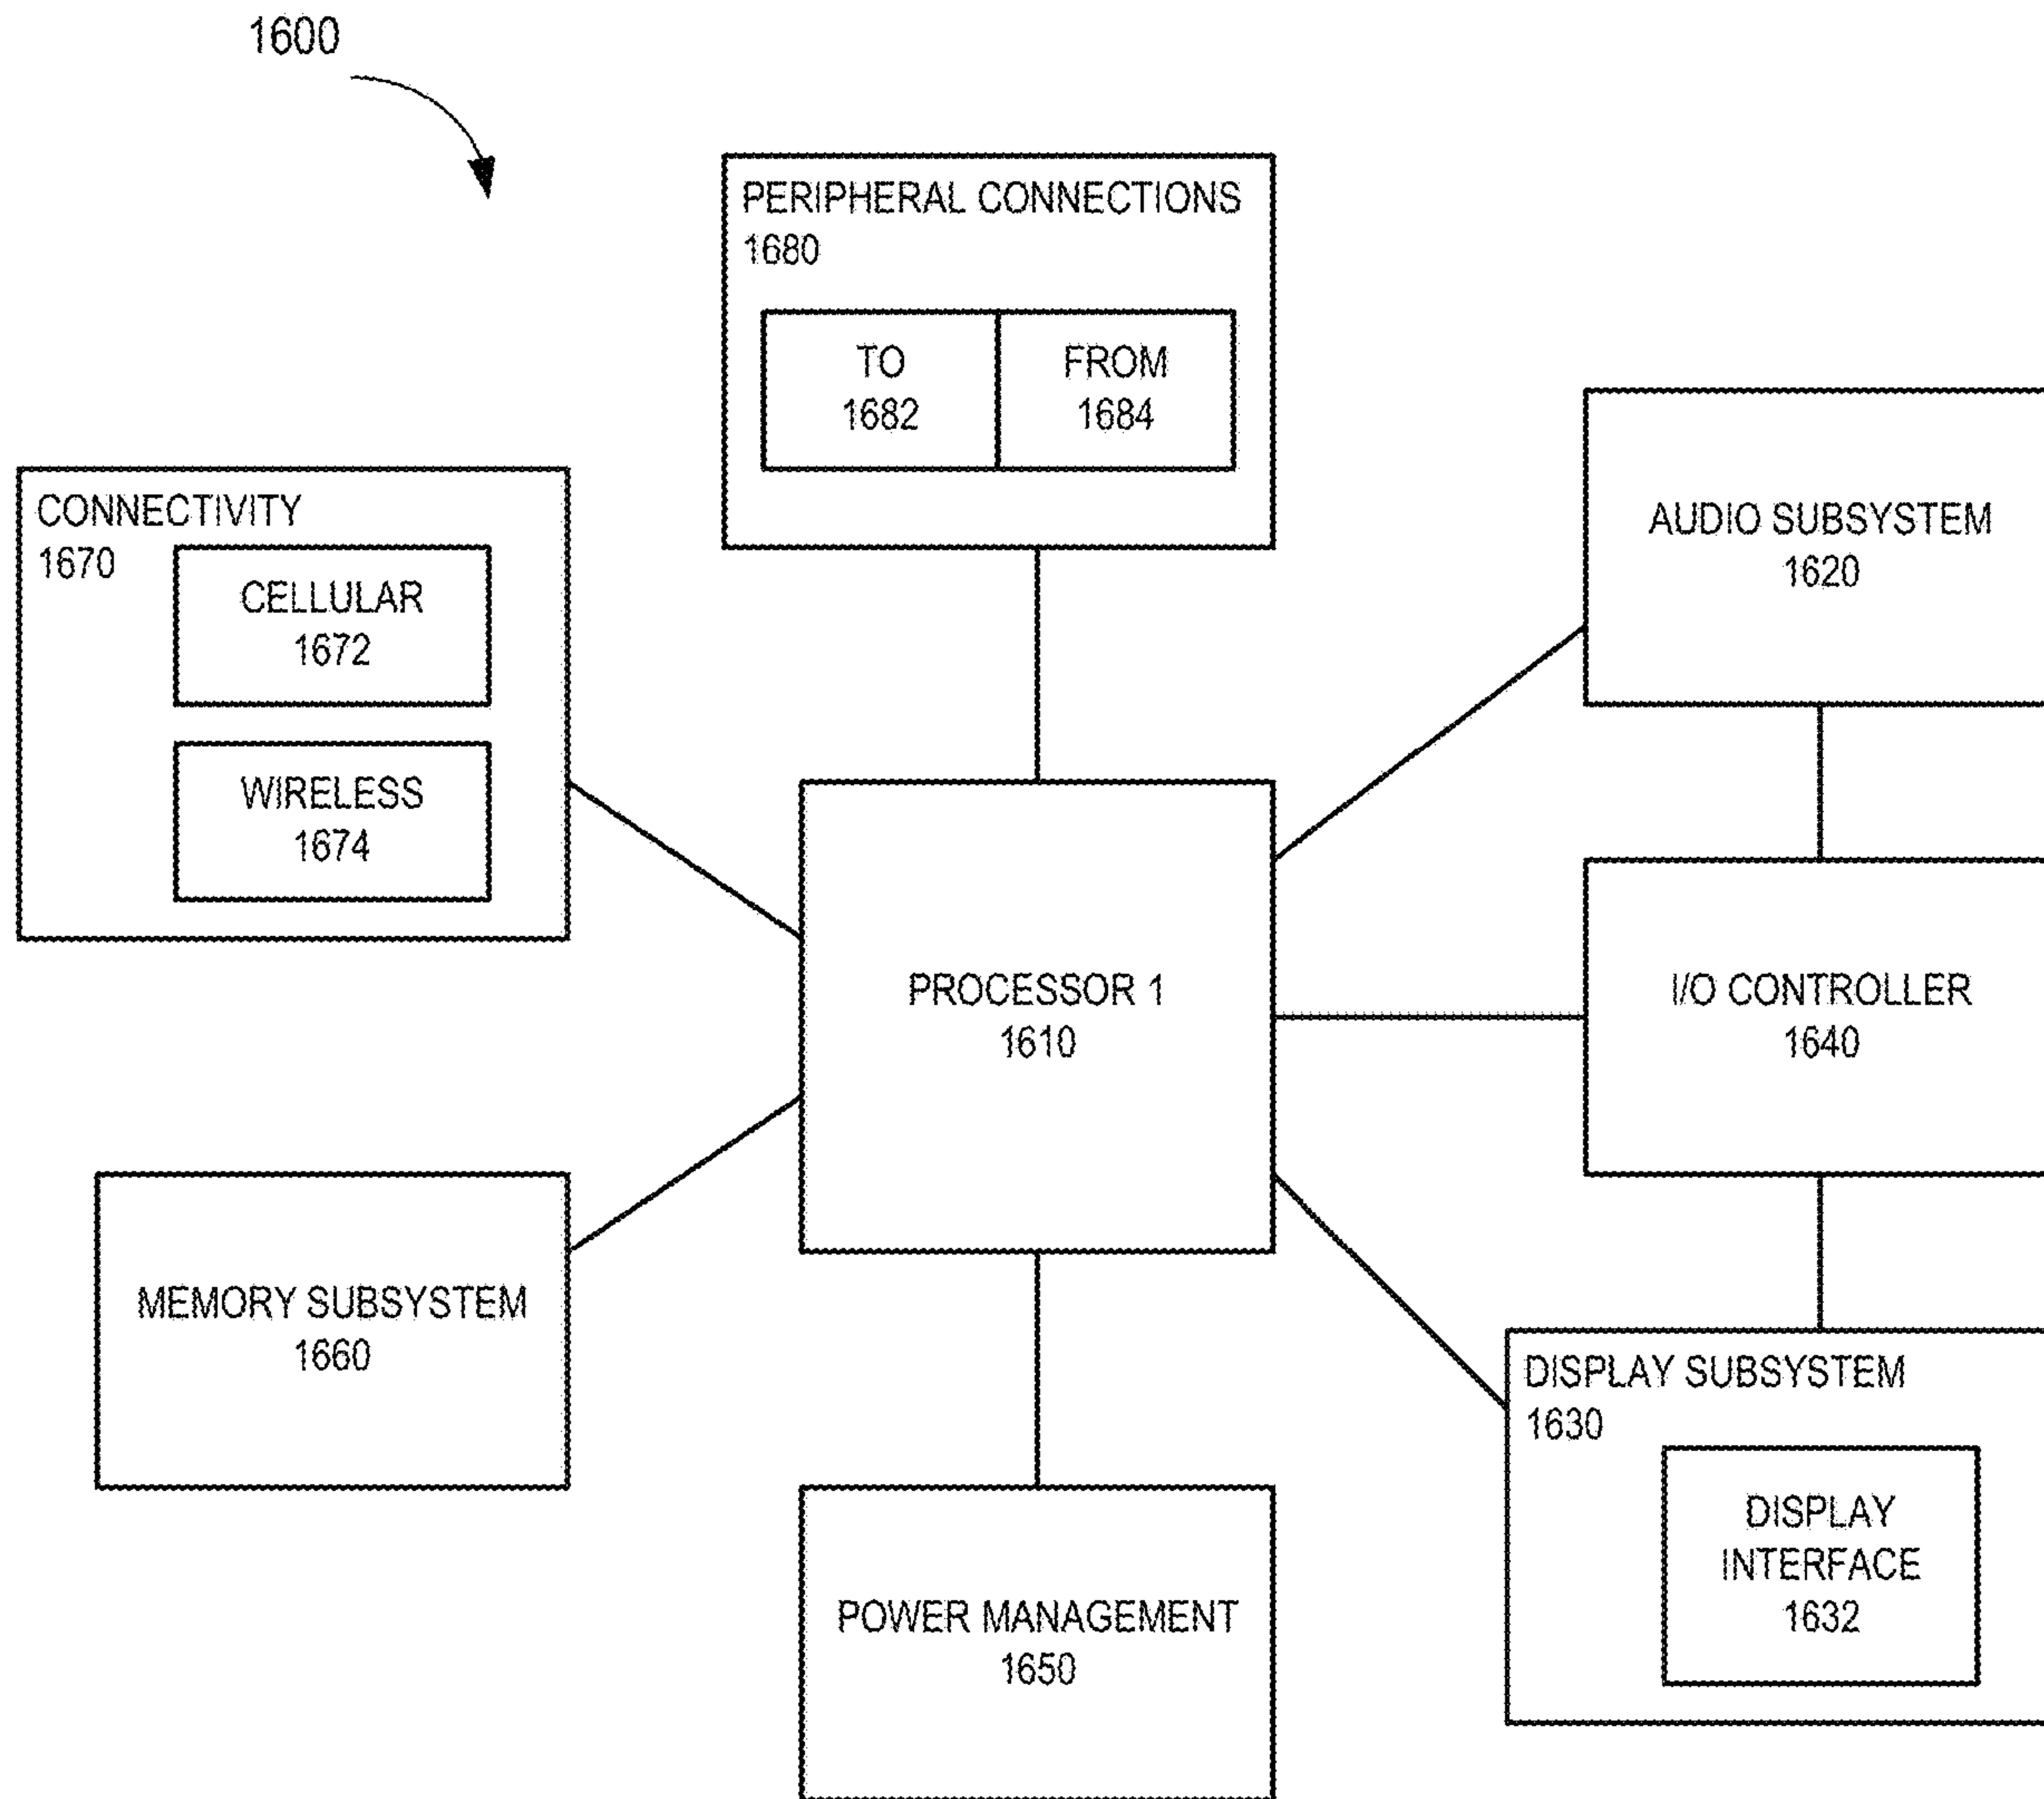 1600
PERIPHERAL CONNECTIONS
1680
TO
1682
FROM
1684
AUDIO SUBSYSTEM
1620
CONNECTIVITY
1670
CELLULAR
1672
WIRELESS
1674
PROCESSOR 1
1610
I/O CONTROLLER
1640
MEMORY SUBSYSTEM
1660
DISPLAY SUBSYSTEM
1630
DISPLAY
INTERFACE
1632
POWER MANAGEMENT
1650